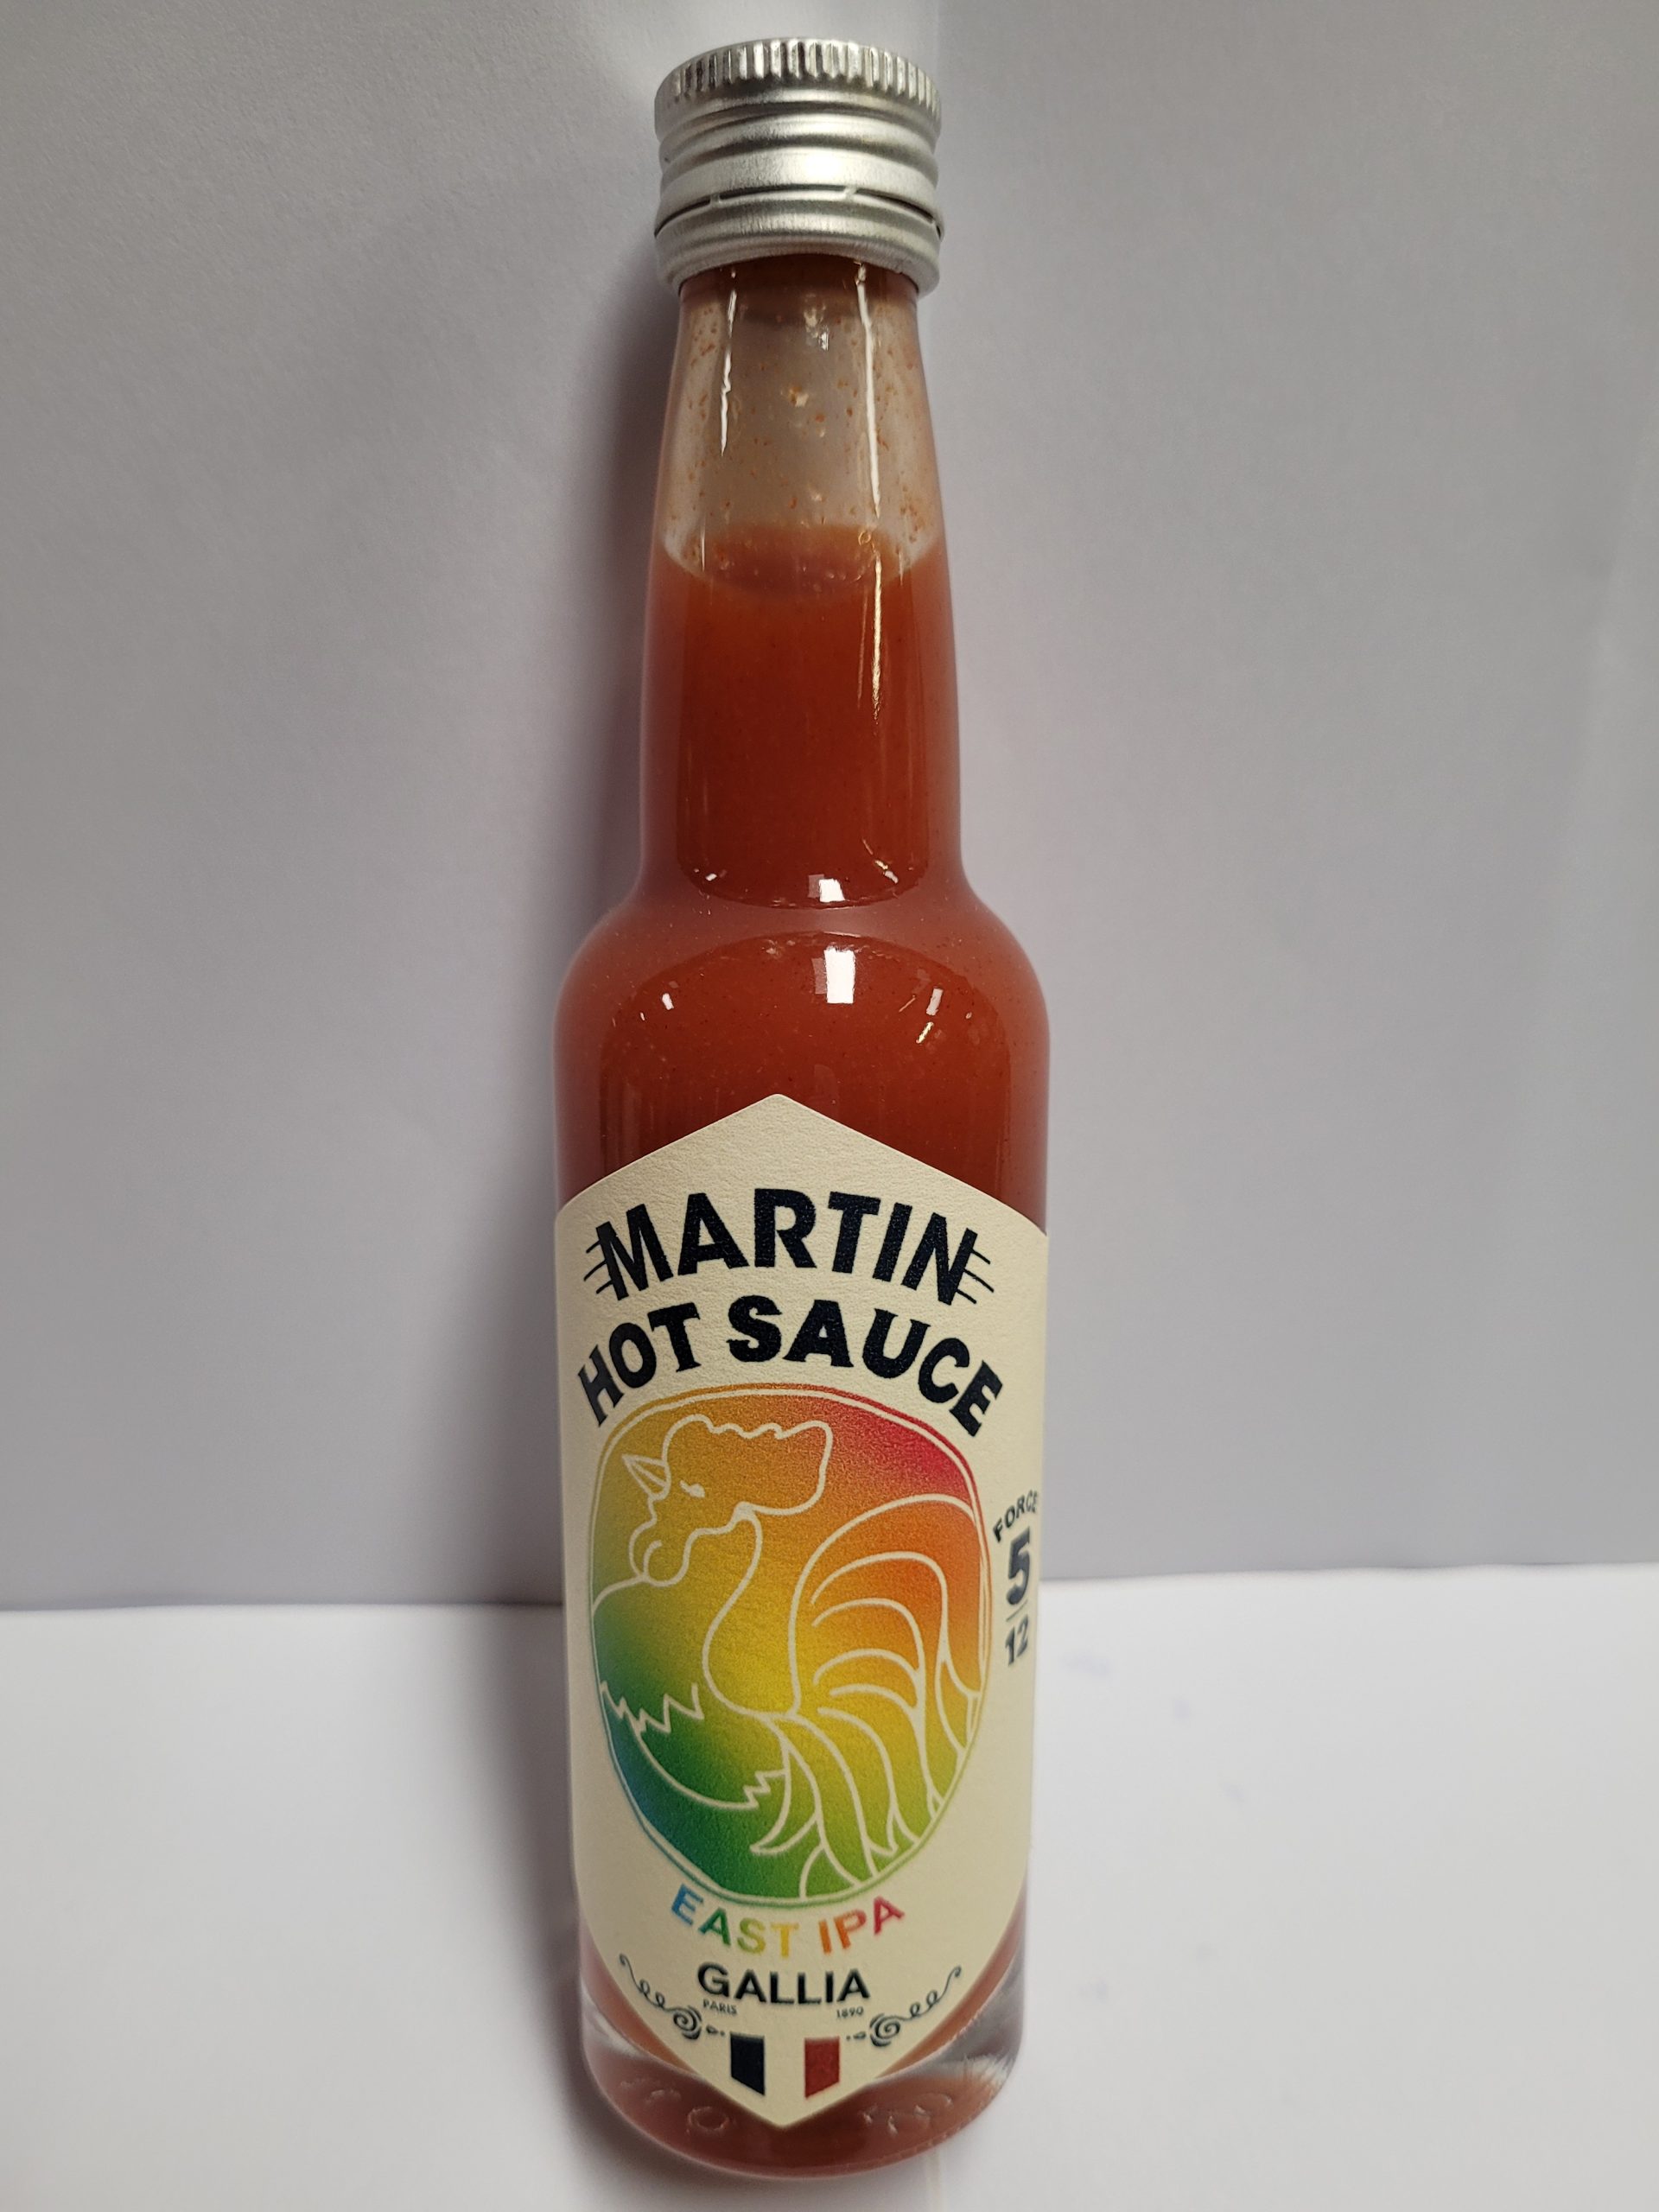 MARTIN
HOT SAUCE
FORCE
5
12
EAST IPA
GALLIA
PARIS 1890